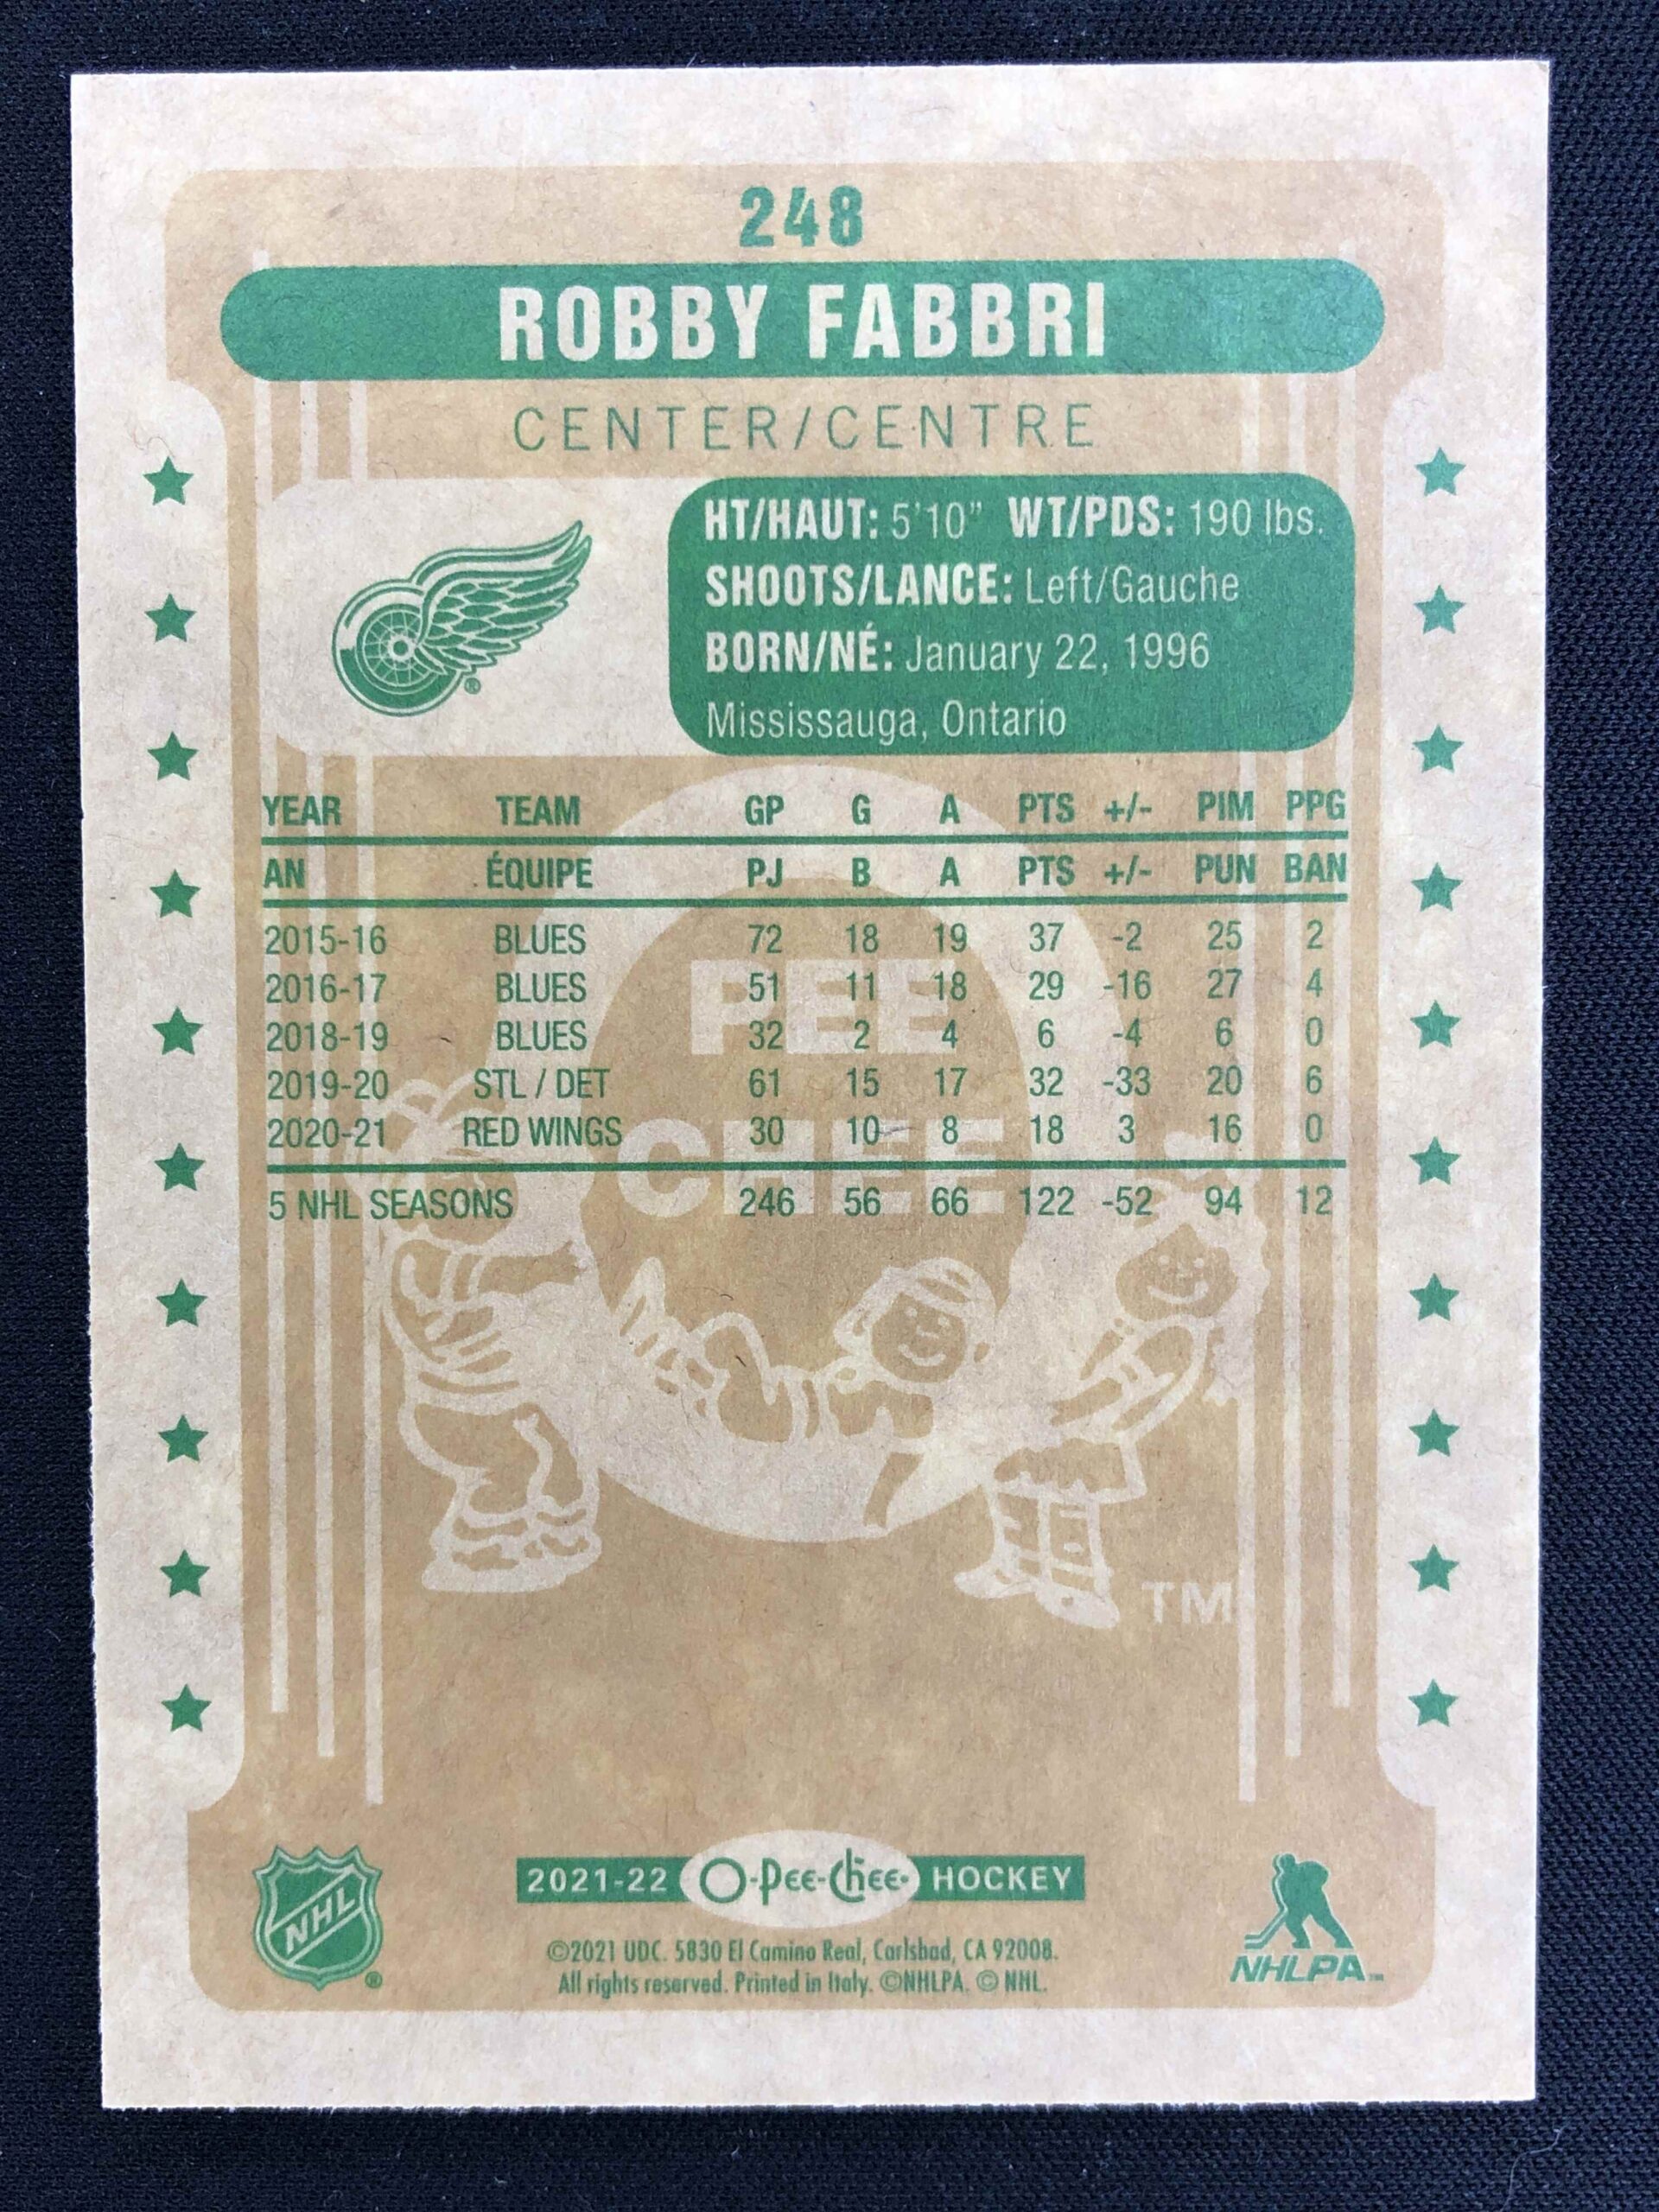 248
ROBBY FABBRI
CENTER/CENTRE
HT/HAUT: 5'10" WT/PDS: 190 lbs.
SHOOTS/LANCE: Left/Gauche
BORN/NÉ: January 22, 1996
Mississauga, Ontario
YEAR TEAM GP G A PTS +/- PIM PPG
AN ÉQUIPE PJ B A PTS +/- PUN BAN
2015-16 BLUES 72 18 19 37 -2 25 2
2016-17 BLUES 51 11 18 29 -16 27 4
2018-19 BLUES 32 2 4 6 -4 6 0
2019-20 STL / DET 61 15 17 32 -33 20 6
2020-21 RED WINGS 30 10 8 18 3 16 0
5 NHL SEASONS 246 56 66 122 -52 94 12
PEE
CHEE
TM
NHL ®
2021-22 O-Pee-Chee HOCKEY
©2021 UDC. 5830 El Camino Real, Carlsbad, CA 92008.
All rights reserved. Printed in Italy. ©NHLPA. © NHL.
NHLPA™